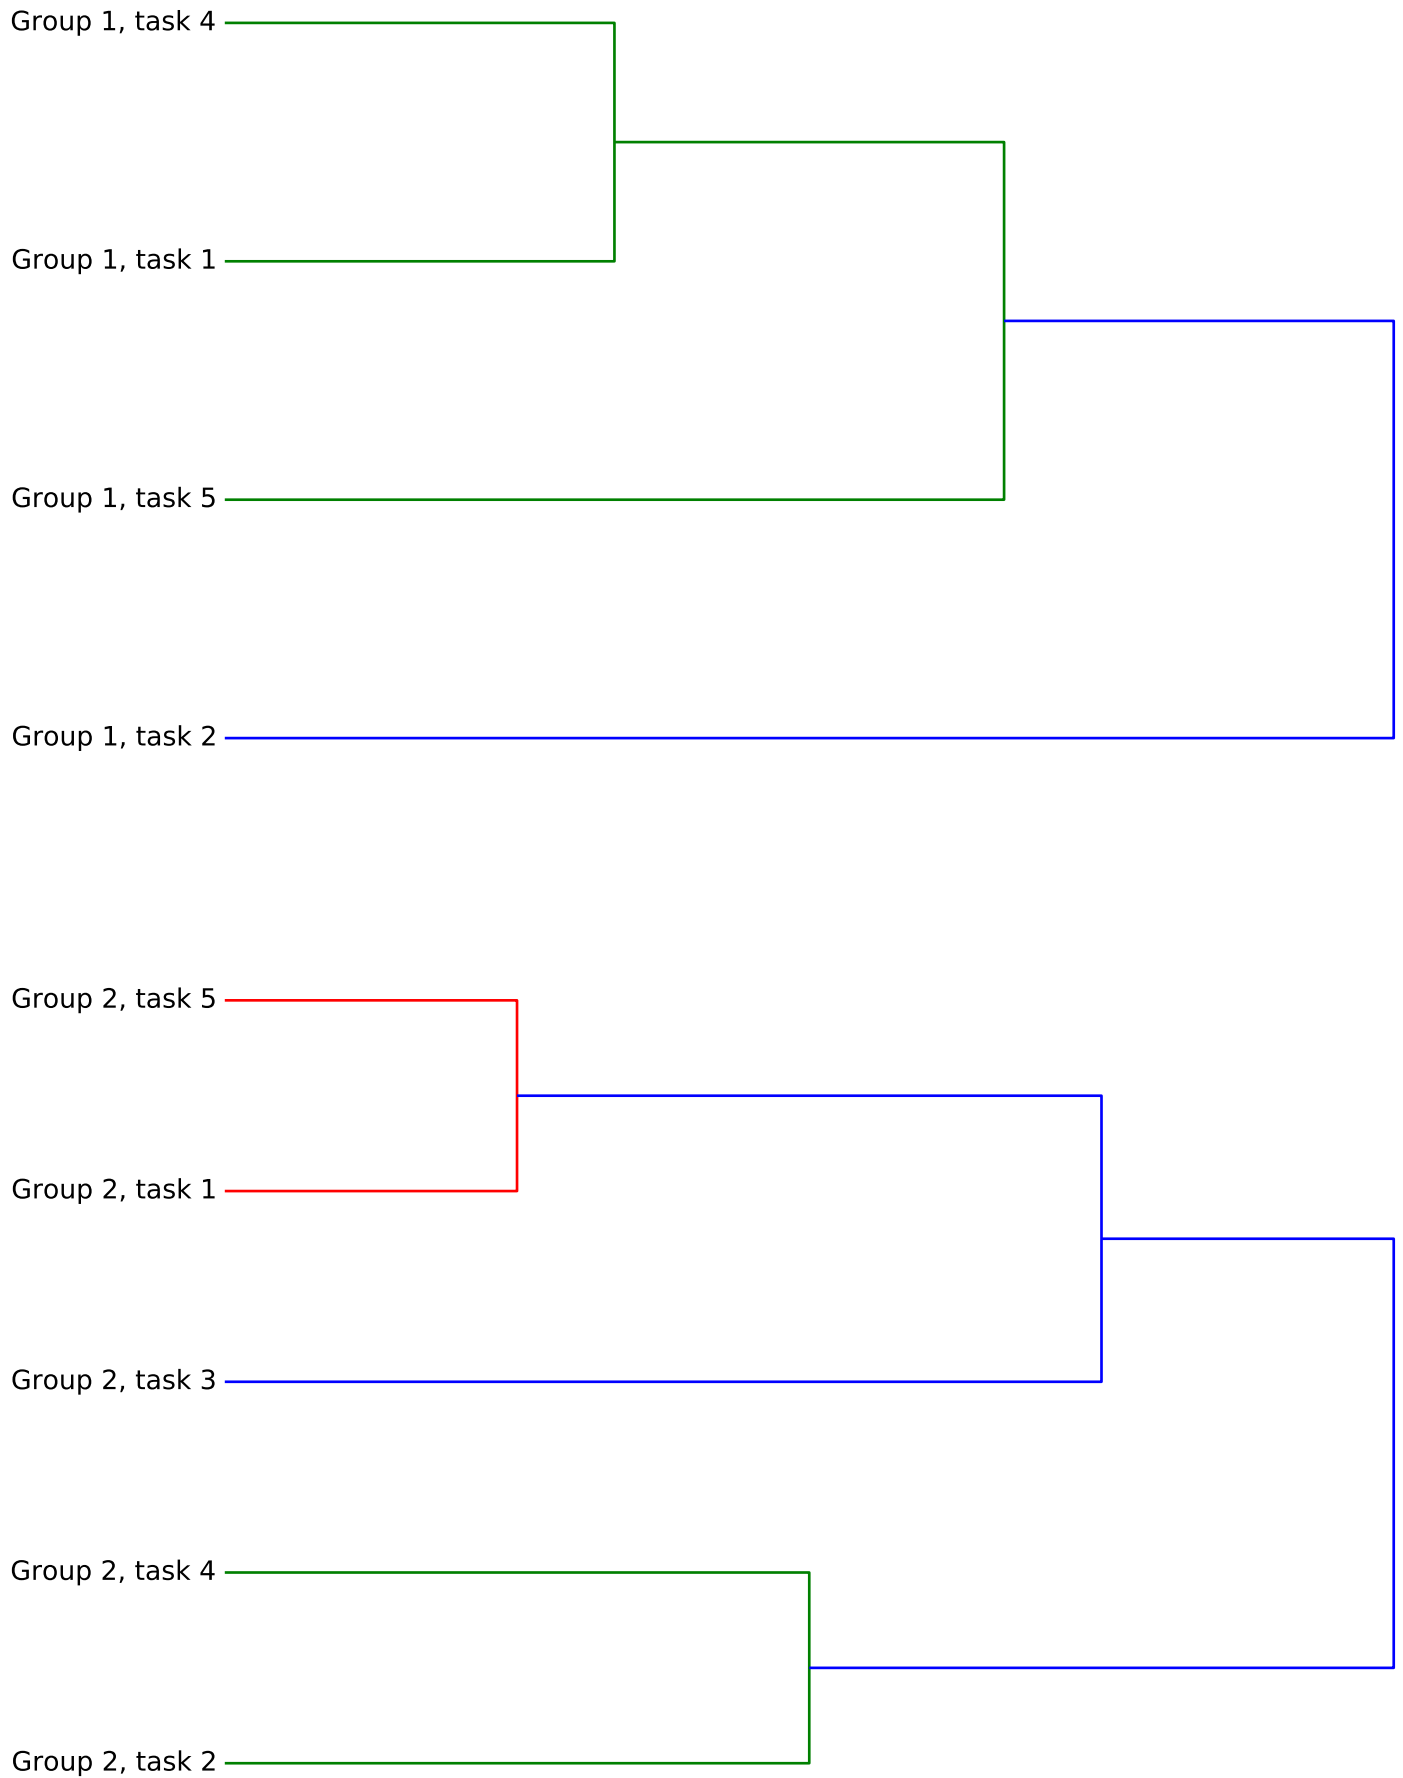 Group 1, task 4
Group 1, task 1
Group 1, task 5
Group 1, task 2
Group 2, task 5
Group 2, task 1
Group 2, task 3
Group 2, task 4
Group 2, task 2